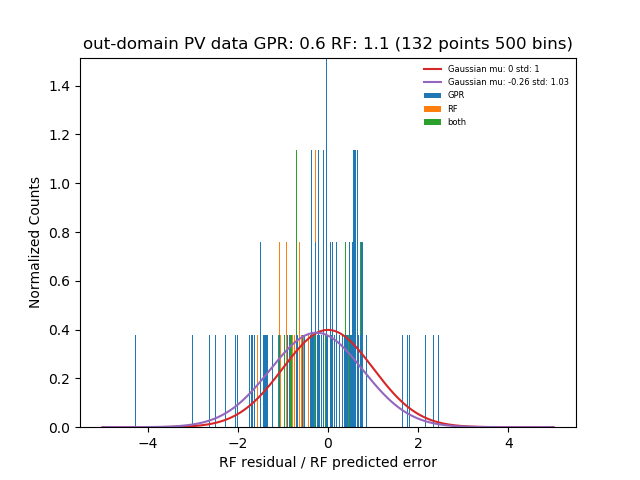 out-domain PV data GPR: 0.6 RF: 1.1 (132 points 500 bins)
Normalized Counts
1.4
1.2
1.0
0.8
0.6
0.4
0.2
0.0
Gaussian mu: 0 std: 1
Gaussian mu: -0.26 std: 1.03
GPR
RF
both
−4 −2 0 2 4
RF residual / RF predicted error